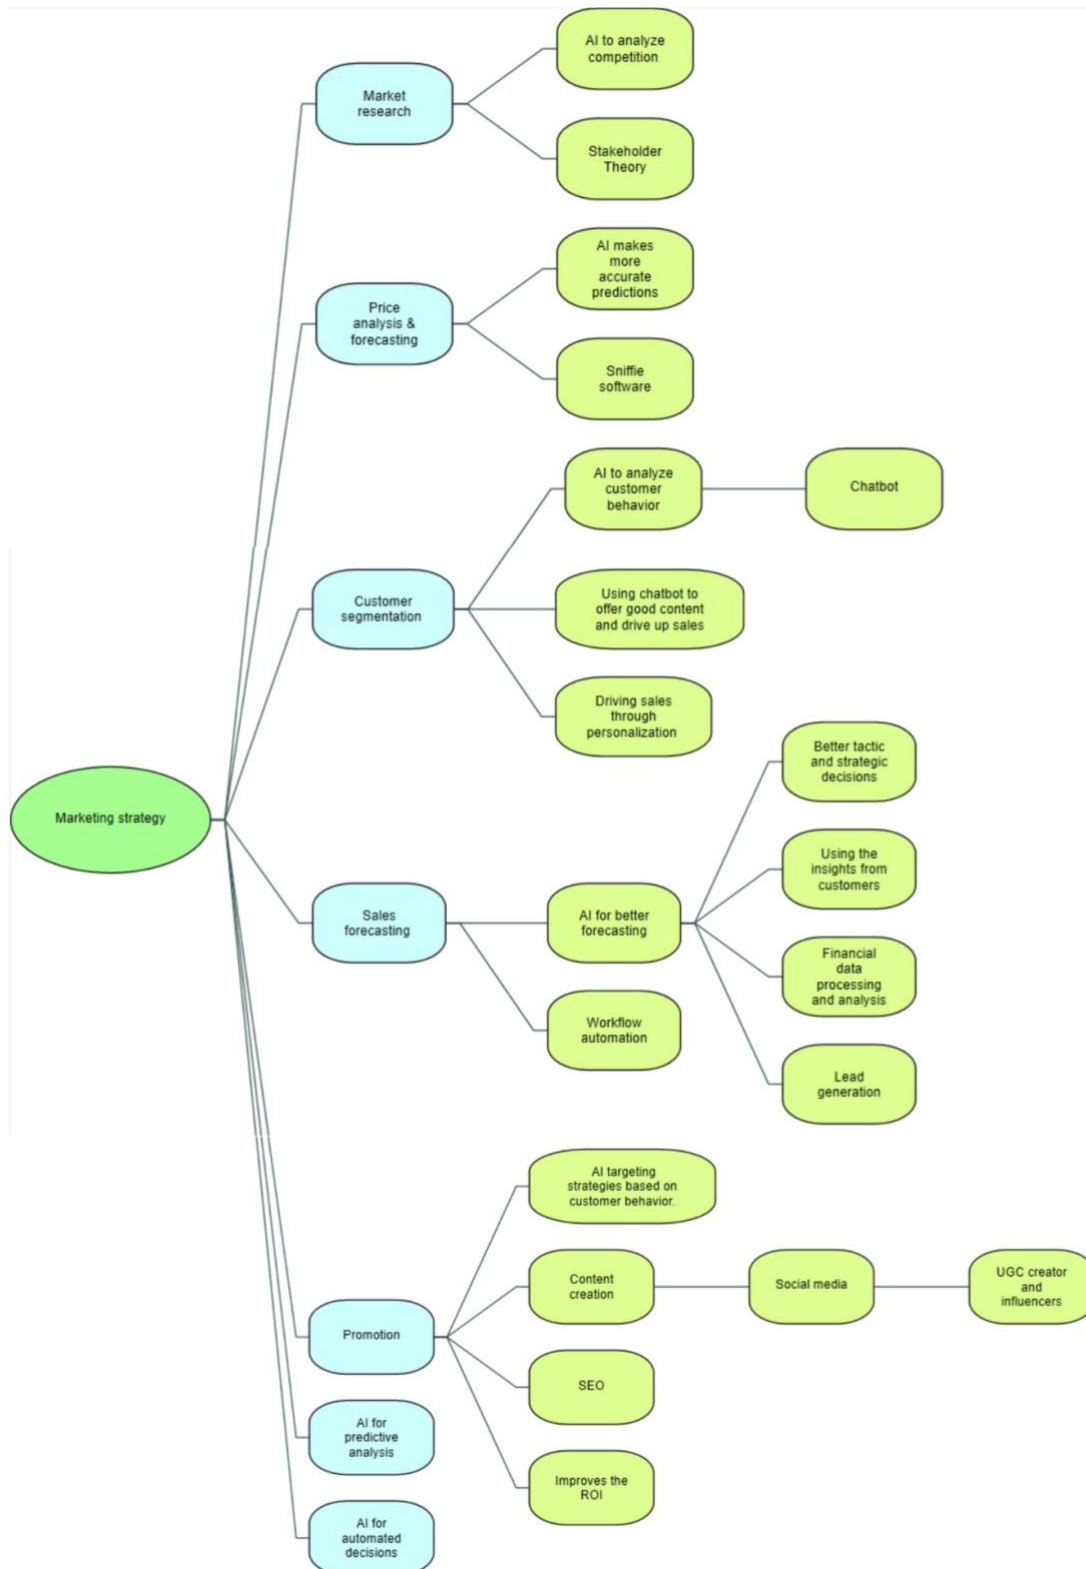 AI to analyze
competition
Market
research
Stakeholder
Theory
AI makes
more
accurate
predictions
Price
analysis &
forecasting
Sniffie
software
AI to analyze
customer
behavior
Chatbot
Customer
segmentation
Using chatbot to
offer good content
and drive up sales
Driving sales
through
personalization
Better tactic
and strategic
decisions
Marketing strategy
Using the
insights from
customers
Sales
forecasting
AI for better
forecasting
Financial
data
processing
and analysis
Workflow
automation
Lead
generation
AI targeting
strategies based on
customer behavior.
Content
creation
Social media
UGC creator
and
influencers
Promotion
SEO
AI for
predictive
analysis
Improves the
ROI
AI for
automated
decisions